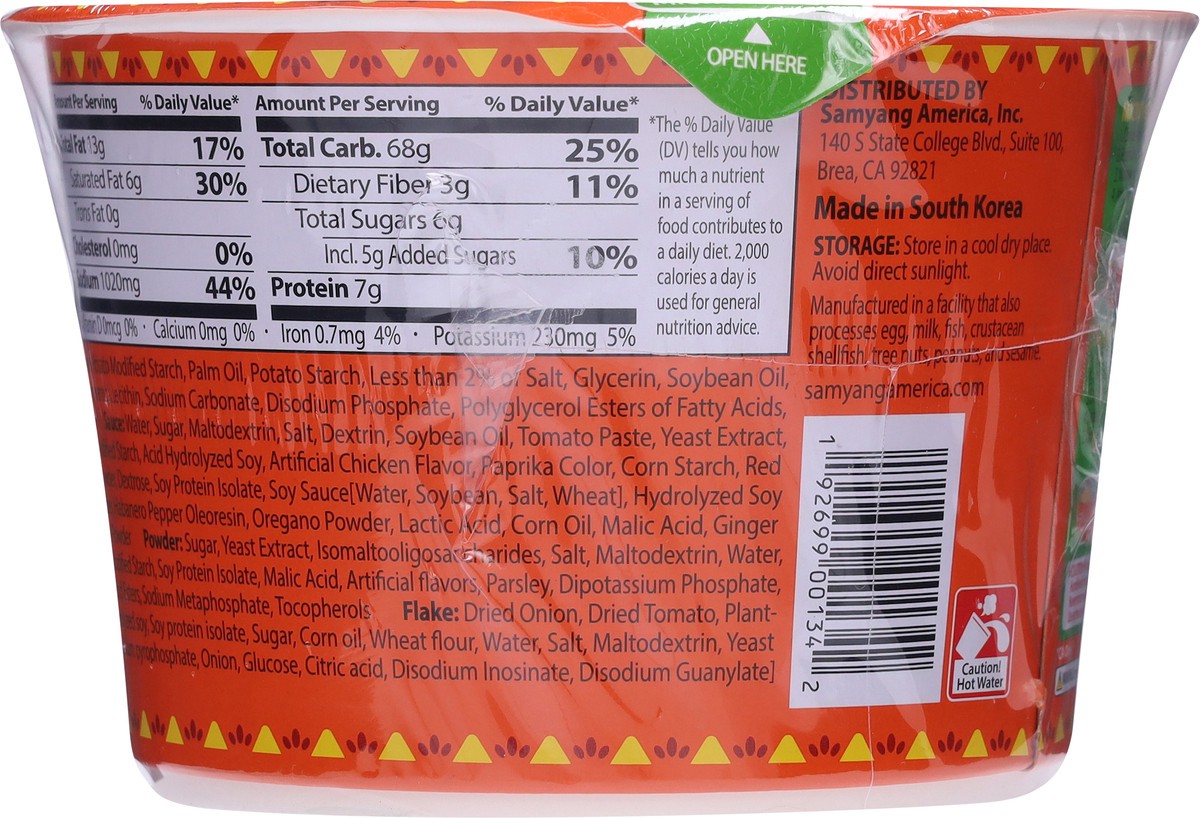 OPEN HERE
Amount Per Serving % Daily Value* Amount Per Serving % Daily Value*
Total Fat 13g 17% Total Carb. 68g 25%
Saturated Fat 6g 30% Dietary Fiber 3g 11%
Trans Fat 0g Total Sugars 6g
Cholesterol 0mg 0% Incl. 5g Added Sugars 10%
Sodium 1020mg 44% Protein 7g
Vitamin D 0mcg 0% · Calcium 0mg 0% · Iron 0.7mg 4% · Potassium 230mg 5%
*The % Daily Value
(DV) tells you how
much a nutrient
in a serving of
food contributes to
a daily diet. 2,000
calories a day is
used for general
nutrition advice.
Modified Starch, Palm Oil, Potato Starch, Less than 2% of Salt, Glycerin, Soybean Oil,
Lecithin, Sodium Carbonate, Disodium Phosphate, Polyglycerol Esters of Fatty Acids,
Sauce: Water, Sugar, Maltodextrin, Salt, Dextrin, Soybean Oil, Tomato Paste, Yeast Extract,
Starch, Acid Hydrolyzed Soy, Artificial Chicken Flavor, Paprika Color, Corn Starch, Red
Dextrose, Soy Protein Isolate, Soy Sauce[Water, Soybean, Salt, Wheat], Hydrolyzed Soy
Habanero Pepper Oleoresin, Oregano Powder, Lactic Acid, Corn Oil, Malic Acid, Ginger
Powder: Sugar, Yeast Extract, Isomaltooligosaccharides, Salt, Maltodextrin, Water,
Starch, Soy Protein Isolate, Malic Acid, Artificial flavors, Parsley, Dipotassium Phosphate,
Sodium Metaphosphate, Tocopherols Flake: Dried Onion, Dried Tomato, Plant-
soy, Soy protein isolate, Sugar, Corn oil, Wheat flour, Water, Salt, Maltodextrin, Yeast
pyrophosphate, Onion, Glucose, Citric acid, Disodium Inosinate, Disodium Guanylate]
DISTRIBUTED BY
Samyang America, Inc.
140 S State College Blvd., Suite 100,
Brea, CA 92821
Made in South Korea
STORAGE: Store in a cool dry place.
Avoid direct sunlight.
Manufactured in a facility that also
processes egg, milk, fish, crustacean
shellfish, tree nuts, peanuts, and sesame.
samyangamerica.com
1 92699 00134 2
Caution!
Hot Water